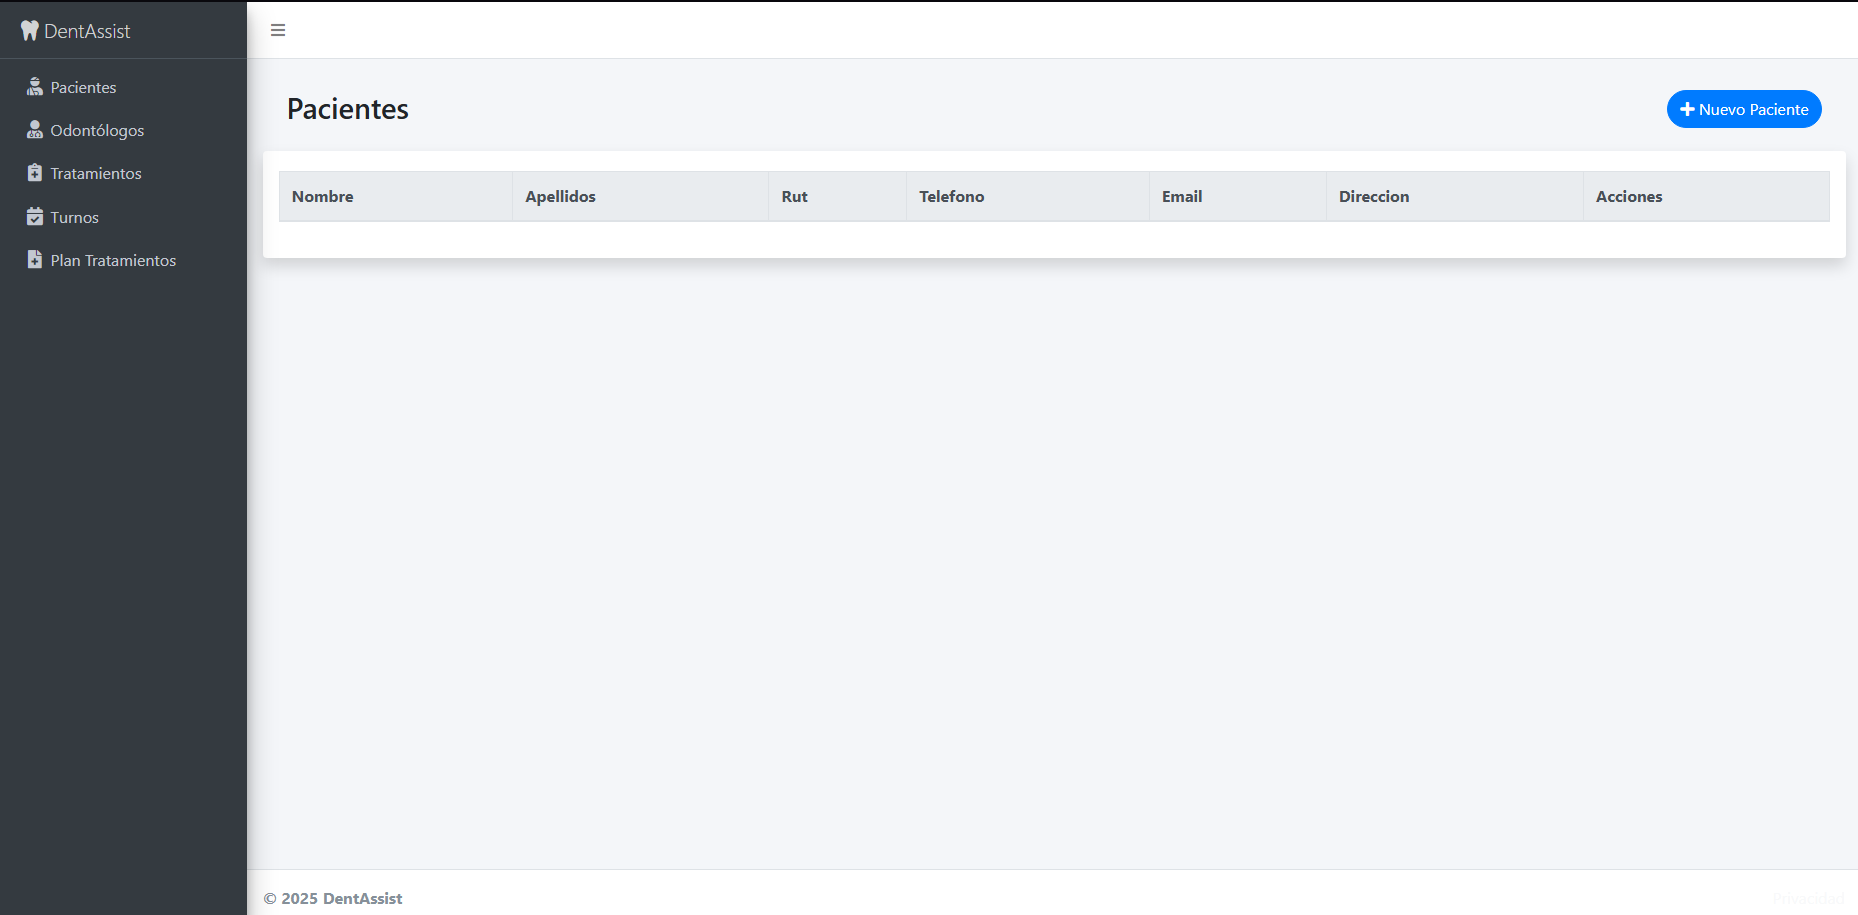 DentAssist
Pacientes
Odontólogos
Tratamientos
Turnos
Plan Tratamientos
Pacientes
Nuevo Paciente
Nombre Apellidos Rut Telefono Email Direccion Acciones
© 2025 DentAssist
Privacidad